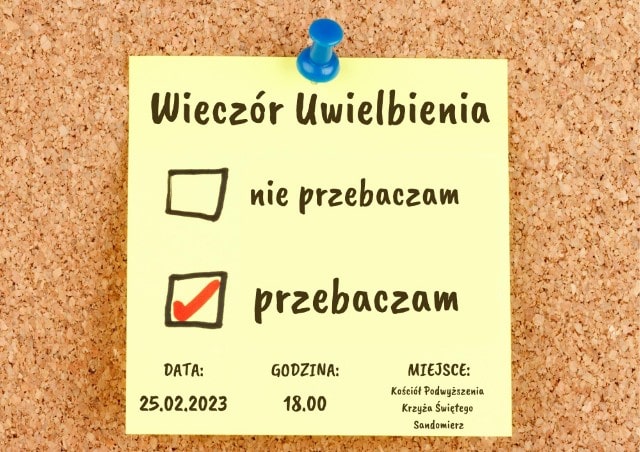 Wieczór Uwielbienia
nie przebaczam
przebaczam
DATA:
25.02.2023
GODZINA:
18.00
MIEJSCE:
Kościół Podwyższenia
Krzyża Świętego
Sandomierz